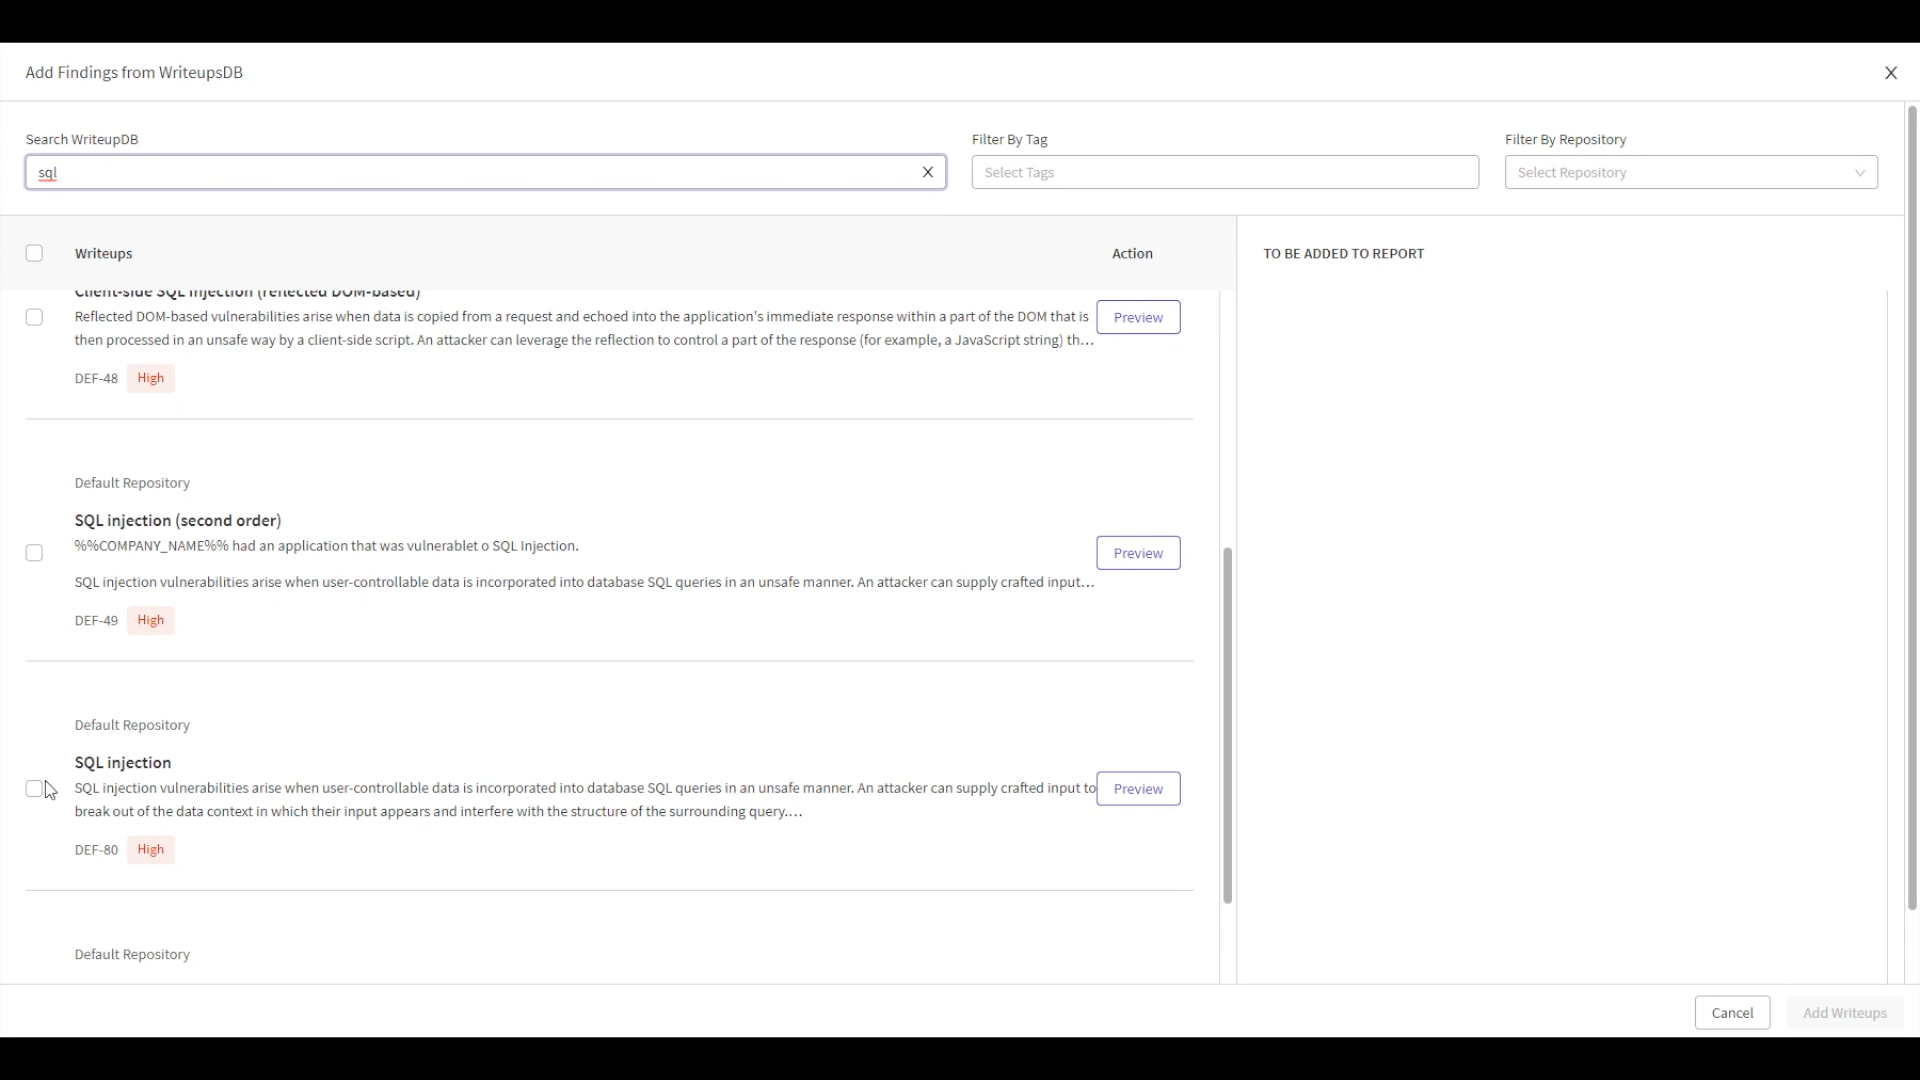 Add Findings from WriteupsDB
Search WriteupDB
Filter By Tag
Filter By Repository
sql
Select Tags
Select Repository
Writeups
Action
TO BE ADDED TO REPORT
Client-side SQL injection (reflected DOM-based)
Reflected DOM-based vulnerabilities arise when data is copied from a request and echoed into the application's immediate response within a part of the DOM that is
then processed in an unsafe way by a client-side script. An attacker can leverage the reflection to control a part of the response (for example, a JavaScript string) th...
Preview
DEF-48 High
Default Repository
SQL injection (second order)
%%COMPANY_NAME%% had an application that was vulnerablet o SQL Injection.
Preview
SQL injection vulnerabilities arise when user-controllable data is incorporated into database SQL queries in an unsafe manner. An attacker can supply crafted input...
DEF-49 High
Default Repository
SQL injection
SQL injection vulnerabilities arise when user-controllable data is incorporated into database SQL queries in an unsafe manner. An attacker can supply crafted input to
break out of the data context in which their input appears and interfere with the structure of the surrounding query....
Preview
DEF-80 High
Default Repository
Cancel
Add Writeups